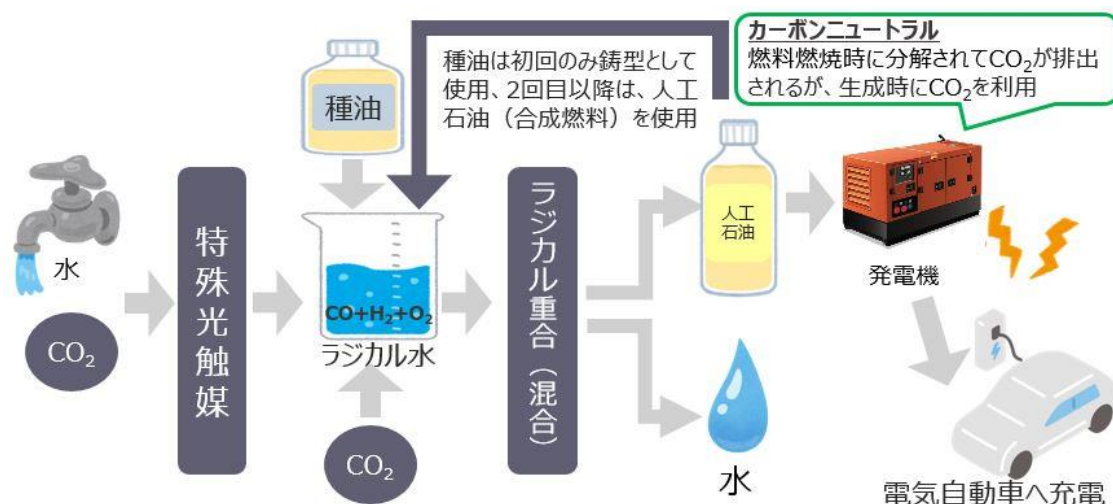 カーボンニュートラル
燃料燃焼時に分解されてCO₂が排出
されるが、生成時にCO₂を利用
種油は初回のみ鋳型として
使用、2回目以降は、人工
石油（合成燃料）を使用
種油
水
CO₂
特殊光触媒
CO+H₂+O₂
ラジカル水
CO₂
ラジカル重合（混合）
人工
石油
水
発電機
電気自動車へ充電